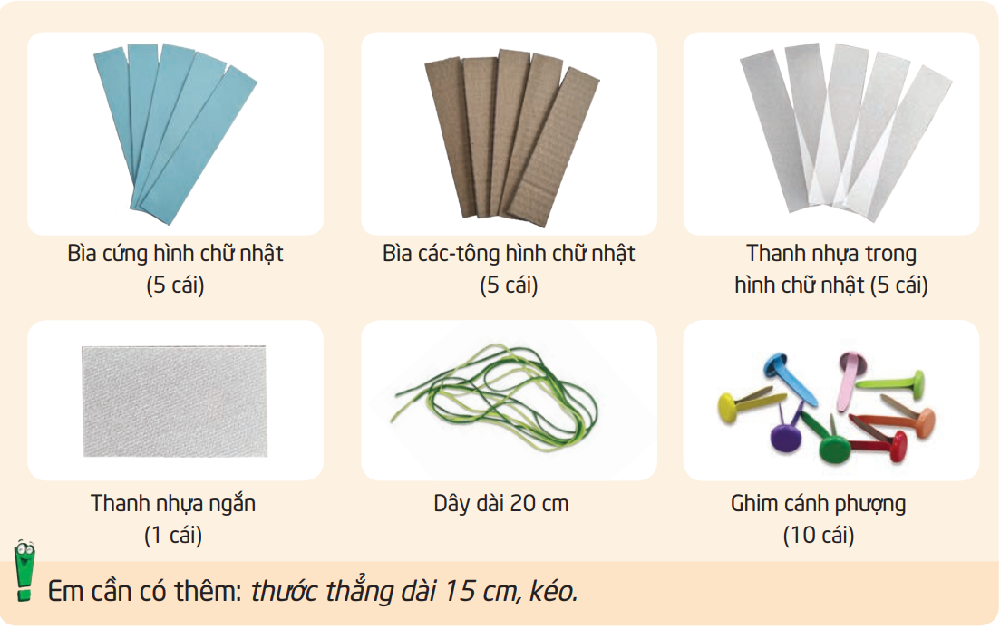 Bìa cứng hình chữ nhật
(5 cái)
Bìa các-tông hình chữ nhật
(5 cái)
Thanh nhựa trong
hình chữ nhật (5 cái)
Thanh nhựa ngắn
(1 cái)
Dây dài 20 cm
Ghim cánh phượng
(10 cái)
Em cần có thêm: thước thẳng dài 15 cm, kéo.